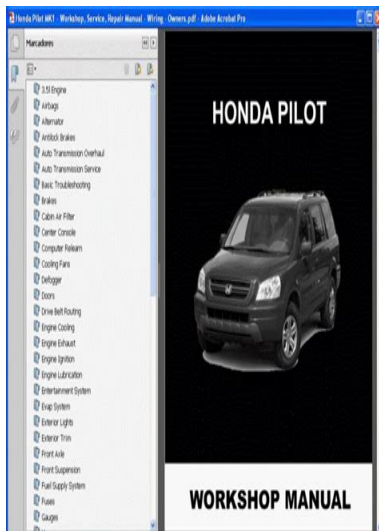 Honda Pilot MK1 - Workshop, Service, Repair Manual - Wiring - Owners.pdf - Adobe Acrobat Pro
Marcadores
3.5l Engine
Airbags
Alternator
Antilock Brakes
Auto Transmission Overhaul
Auto Transmission Service
Basic Troubleshooting
Brakes
Cabin Air Filter
Center Console
Computer Relearn
Cooling Fans
Defogger
Doors
Drive Belt Routing
Engine Cooling
Engine Exhaust
Engine Ignition
Engine Lubrication
Entertainment System
Evap System
Exterior Lights
Exterior Trim
Front Axle
Front Suspension
Fuel Supply System
Fuses
Gauges
HONDA PILOT
WORKSHOP MANUAL